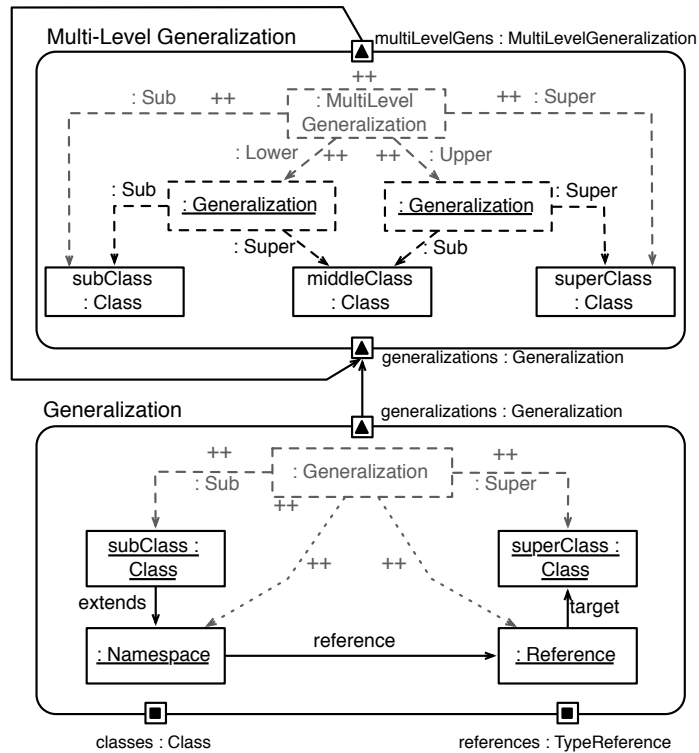 Multi-Level Generalization
multiLevelGens : MultiLevelGeneralization
++
: Sub
++
: MultiLevel
Generalization
++
: Super
: Lower
++
++
: Upper
: Sub
: Generalization
: Generalization
: Super
: Super
: Sub
subClass
: Class
middleClass
: Class
superClass
: Class
generalizations : Generalization
Generalization
generalizations : Generalization
++
: Sub
: Generalization
++
++
: Super
subClass :
Class
superClass :
Class
++
++
extends
target
: Namespace
reference
: Reference
classes : Class
references : TypeReference